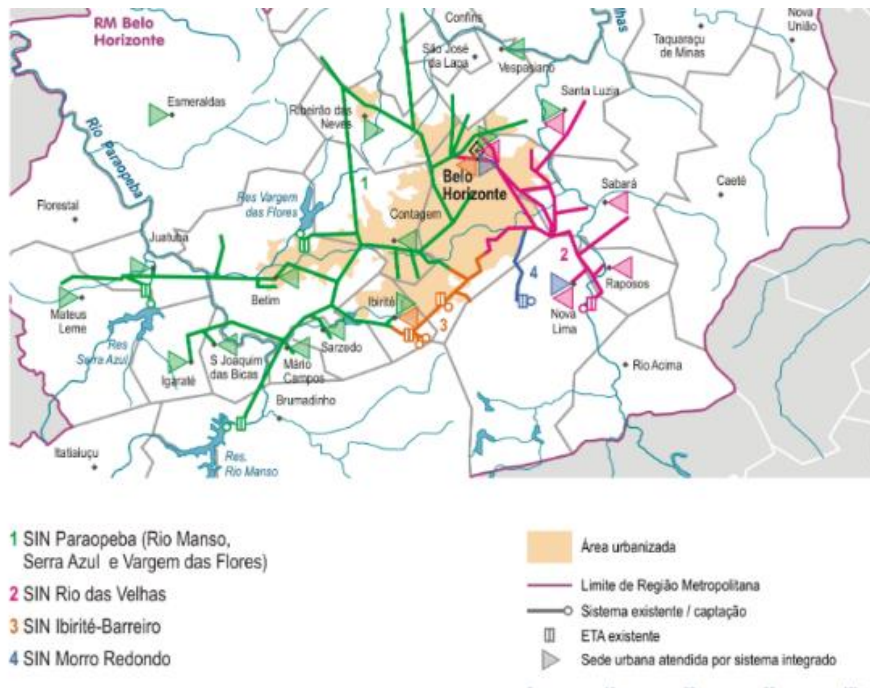 RM Belo
Horizonte
Confins
São José
da Lapa
Vespasiano
Taquaraçu
de Minas
Nova
União
Esmeraldas
Ribeirão das
Neves
Santa Luzia
Rio Paraopeba
Res Vargem
das Flores
1
Belo
Horizonte
Sabará
Caeté
Florestal
Contagem
Juatuba
2
4
Betim
Ibirité
Nova
Lima
Raposos
Mateus
Leme
3
Res
Serra Azul
Sarzedo
S Joaquim
das Bicas
Mário
Campos
Igaraté
Rio Acima
Brumadinho
Itatiaiuçu
Res.
Rio Manso
1 SIN Paraopeba (Rio Manso,
Serra Azul e Vargem das Flores)
2 SIN Rio das Velhas
3 SIN Ibirité-Barreiro
4 SIN Morro Redondo
Área urbanizada
Limite de Região Metropolitana
Sistema existente / captação
ETA existente
Sede urbana atendida por sistema integrado